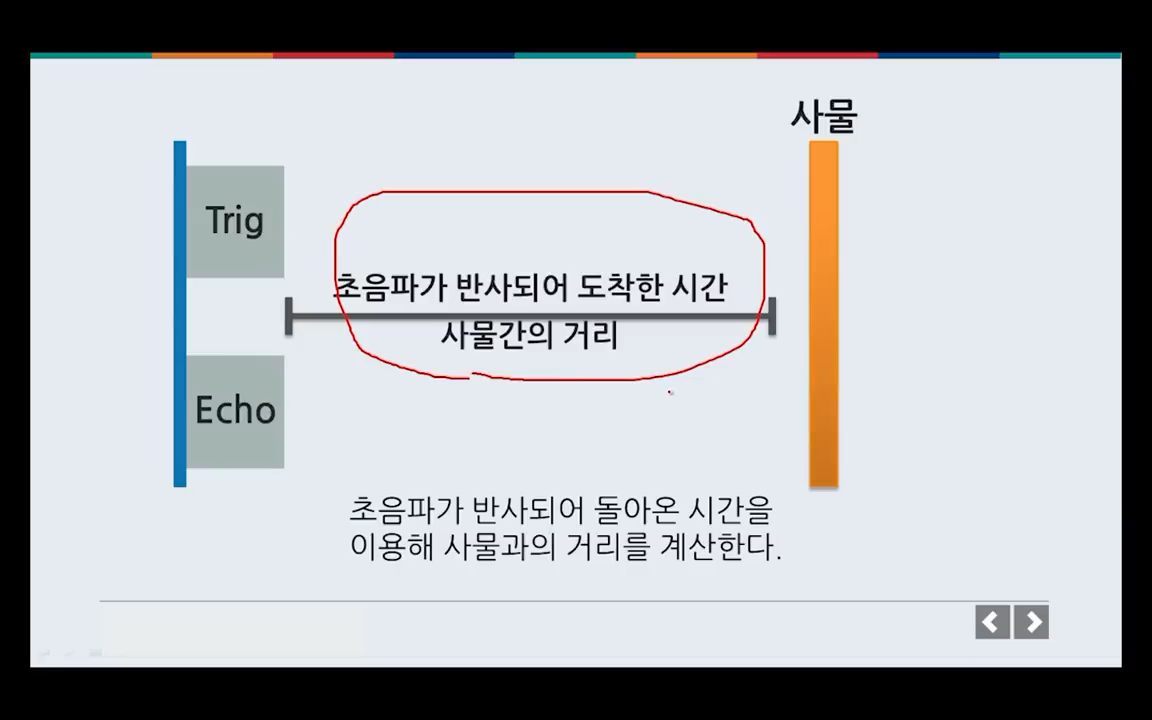 사물
Trig
초음파가 반사되어 도착한 시간
사물간의 거리
Echo
초음파가 반사되어 돌아온 시간을
이용해 사물과의 거리를 계산한다.